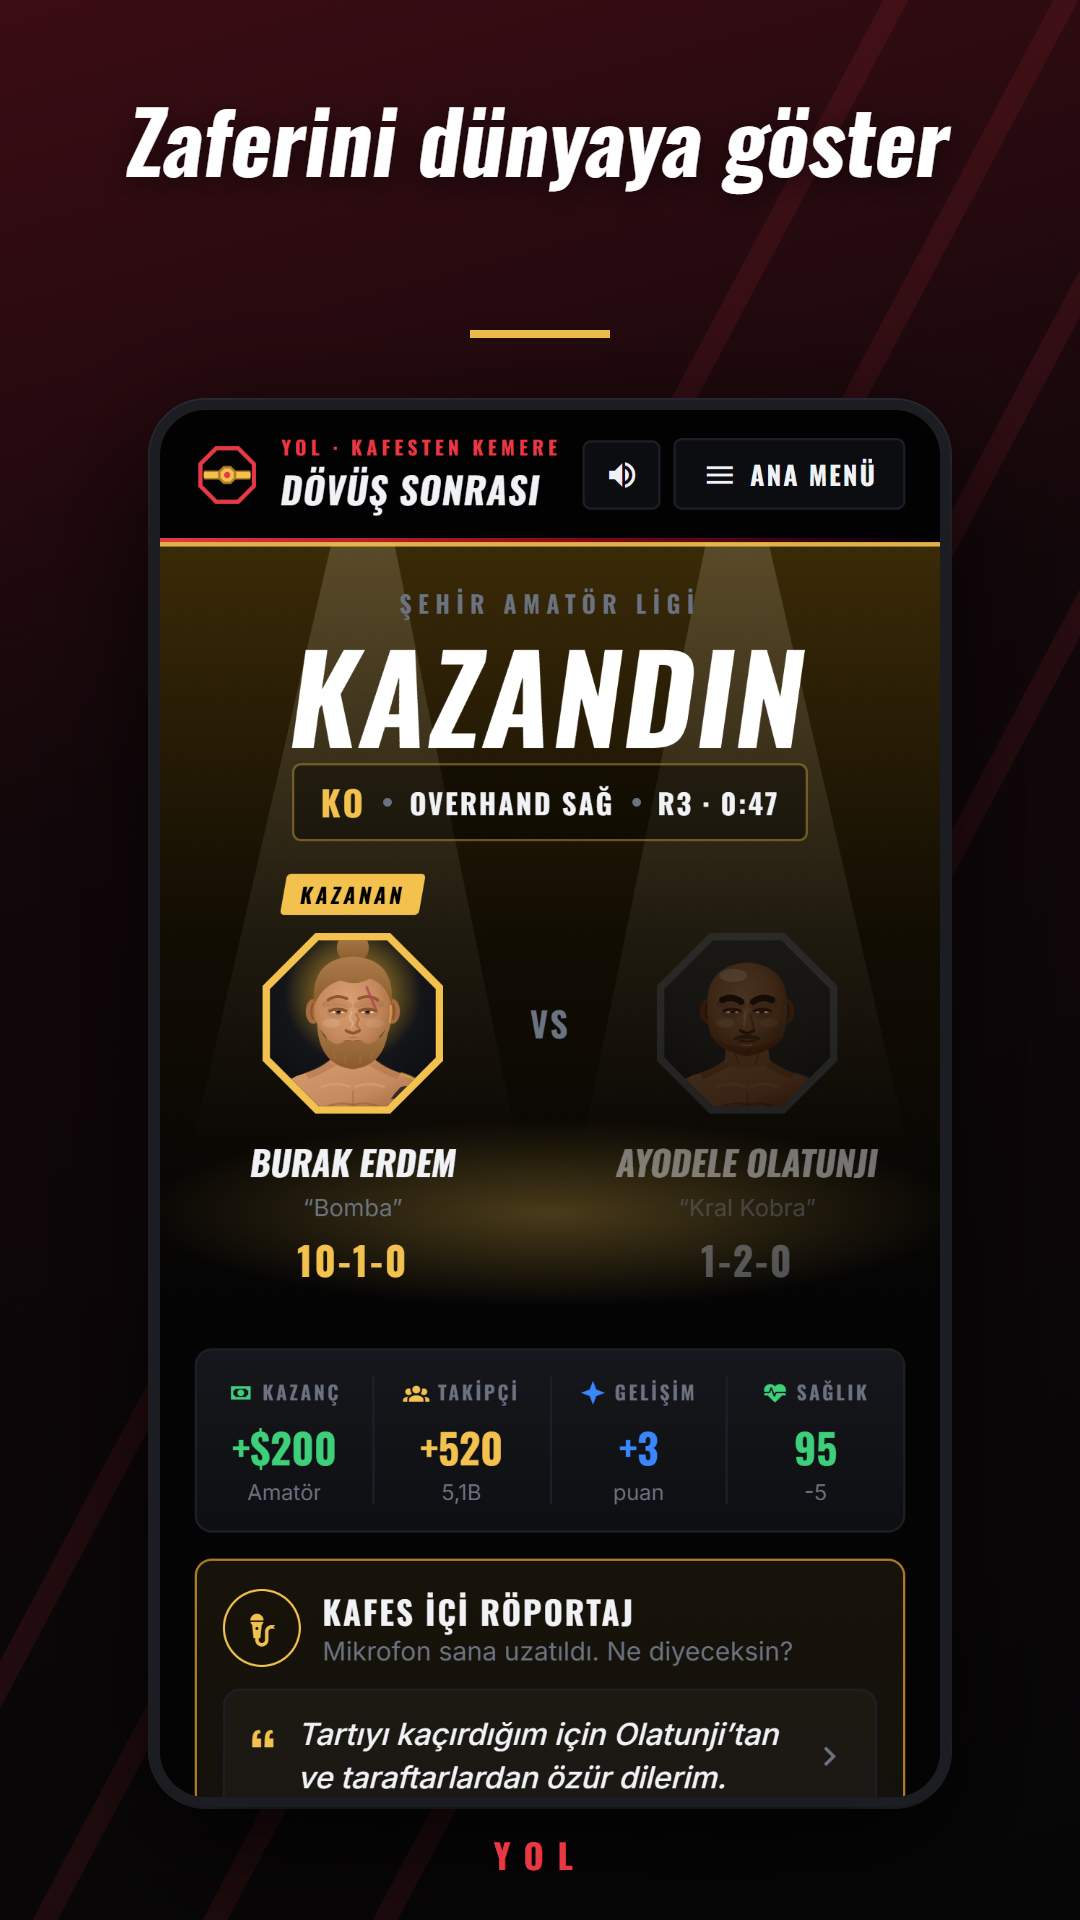 Zaferini dünyaya göster
YOL · KAFESTEN KEMERE
DÖVÜŞ SONRASI
ANA MENÜ
ŞEHİR AMATÖR LİGİ
KAZANDIN
KO • OVERHAND SAĞ • R3 · 0:47
KAZANAN
VS
BURAK ERDEM
“Bomba”
10-1-0
AYODELE OLATUNJI
“Kral Kobra”
1-2-0
KAZANÇ
+$200
Amatör
TAKİPÇİ
+520
5,1B
GELİŞİM
+3
puan
SAĞLIK
95
-5
KAFES İÇİ RÖPORTAJ
Mikrofon sana uzatıldı. Ne diyeceksin?
“ Tartıyı kaçırdığım için Olatunji’tan
ve taraftarlardan özür dilerim.
YOL